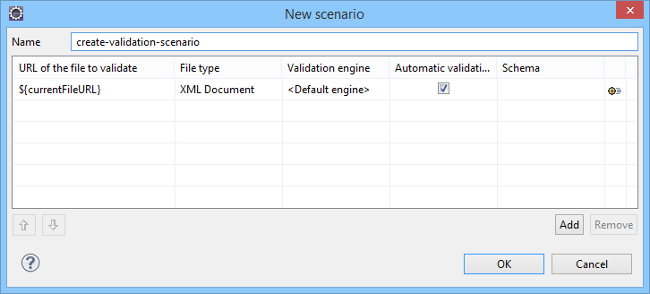 New scenario
Name create-validation-scenario
URL of the file to validate File type Validation engine Automatic validati... Schema
${currentFileURL} XML Document <Default engine>
Add Remove
? OK Cancel